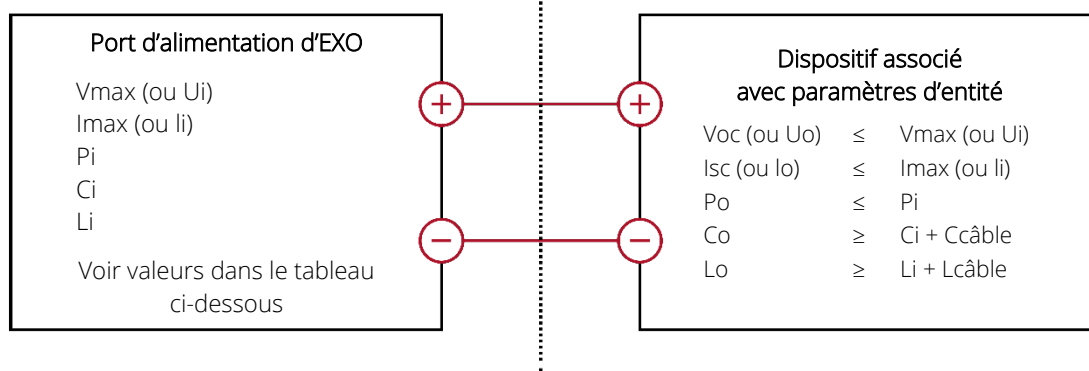 Port d'alimentation d'EXO
Vmax (ou Ui)
Imax (ou li)
Pi
Ci
Li
Voir valeurs dans le tableau
ci-dessous
+
−
+
−
Dispositif associé
avec paramètres d'entité
Voc (ou Uo) ≤ Vmax (ou Ui)
Isc (ou lo) ≤ Imax (ou li)
Po ≤ Pi
Co ≥ Ci + Ccâble
Lo ≥ Li + Lcâble